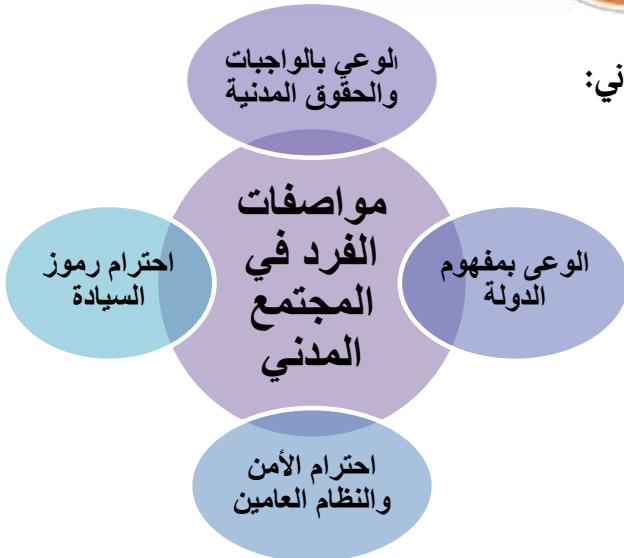 ني:
الوعي بالواجبات
والحقوق المدنية
مواصفات
الفرد في
المجتمع
المدني
الوعى بمفهوم
الدولة
احترام الأمن
والنظام العامين
احترام رموز
السيادة